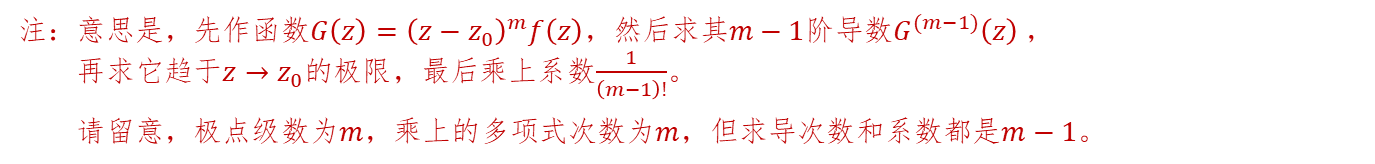 注：意思是，先作函数G(z) = (z − z₀)ᵐf(z)，然后求其m − 1阶导数G⁽ᵐ⁻¹⁾(z)，
再求它趋于z → z₀的极限，最后乘上系数1/(m−1)!。
请留意，极点级数为m，乘上的多项式次数为m，但求导次数和系数都是m − 1。